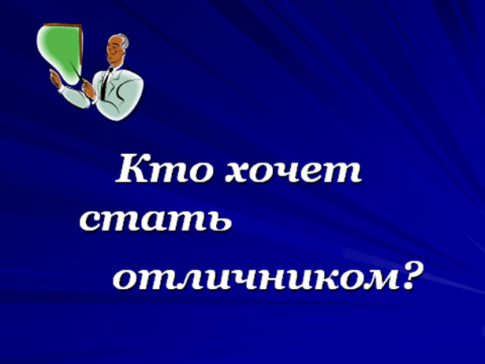 Кто хочет
стать
отличником?